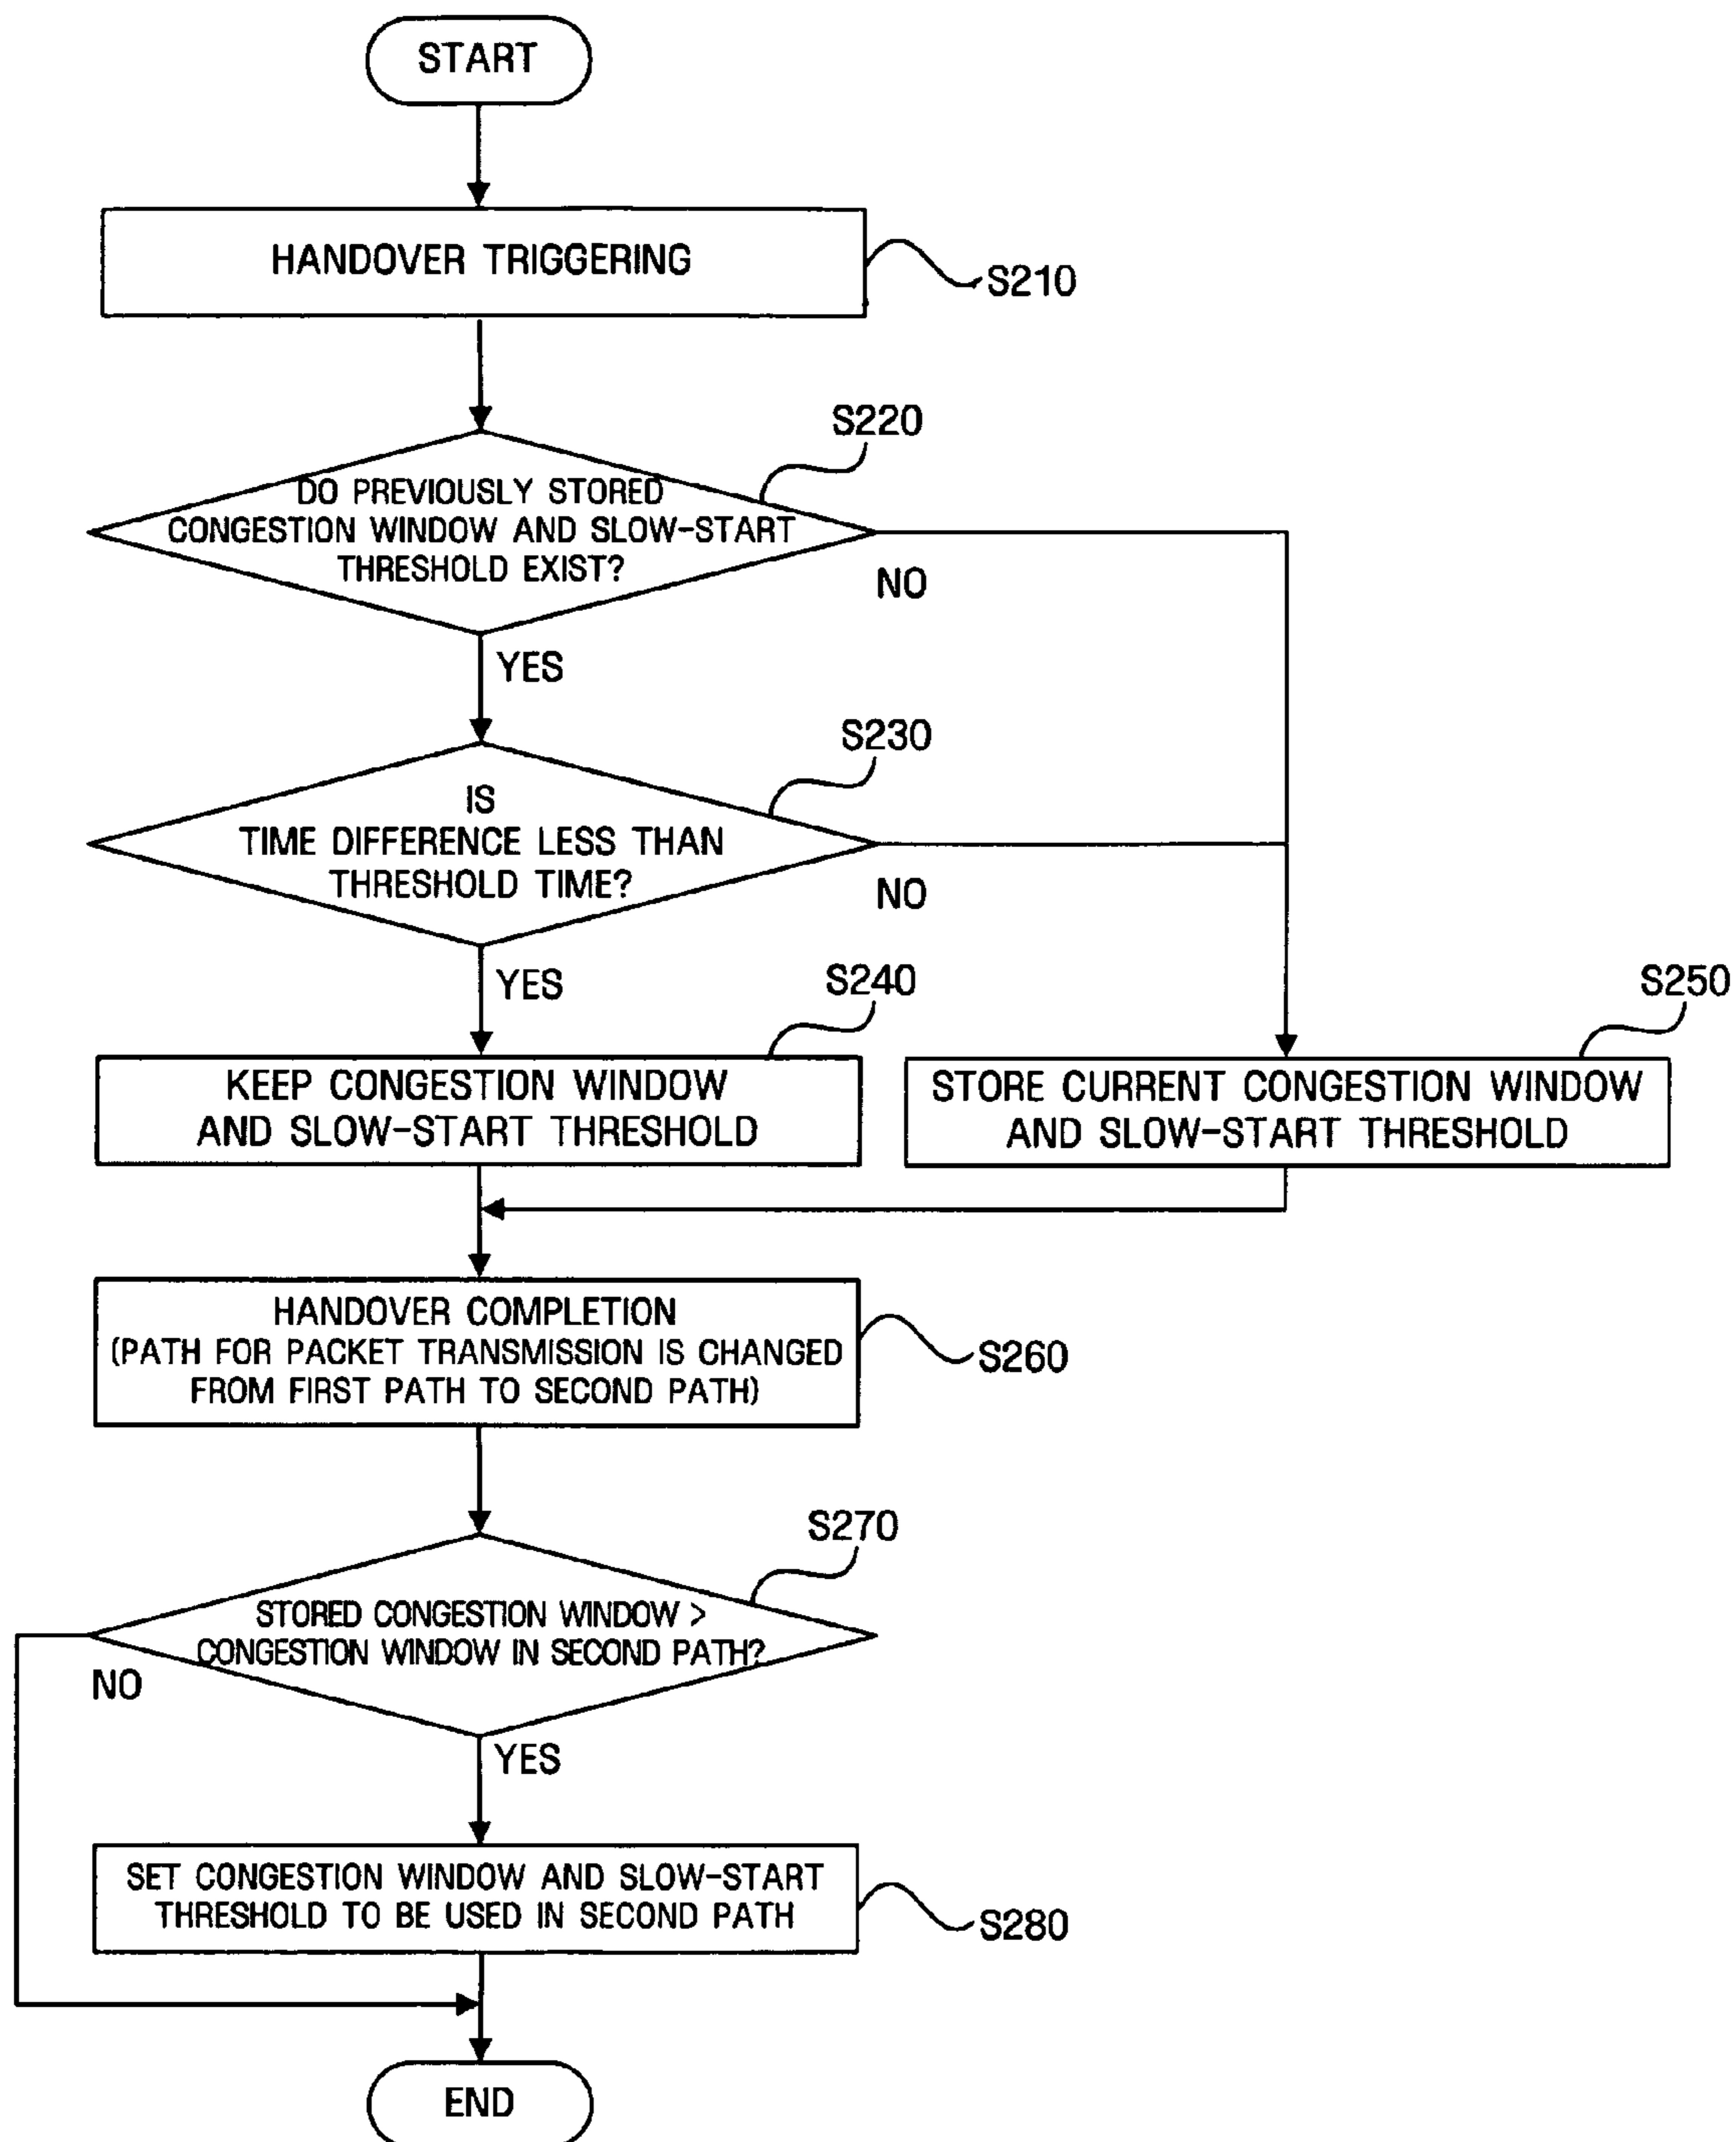 START
HANDOVER TRIGGERING
S210
S220
DO PREVIOUSLY STORED
CONGESTION WINDOW AND SLOW-START
THRESHOLD EXIST?
NO
YES
S230
IS
TIME DIFFERENCE LESS THAN
THRESHOLD TIME?
NO
YES
S240
S250
KEEP CONGESTION WINDOW
AND SLOW-START THRESHOLD
STORE CURRENT CONGESTION WINDOW
AND SLOW-START THRESHOLD
HANDOVER COMPLETION
(PATH FOR PACKET TRANSMISSION IS CHANGED
FROM FIRST PATH TO SECOND PATH)
S260
S270
STORED CONGESTION WINDOW >
CONGESTION WINDOW IN SECOND PATH?
NO
YES
SET CONGESTION WINDOW AND SLOW-START
THRESHOLD TO BE USED IN SECOND PATH
S280
END